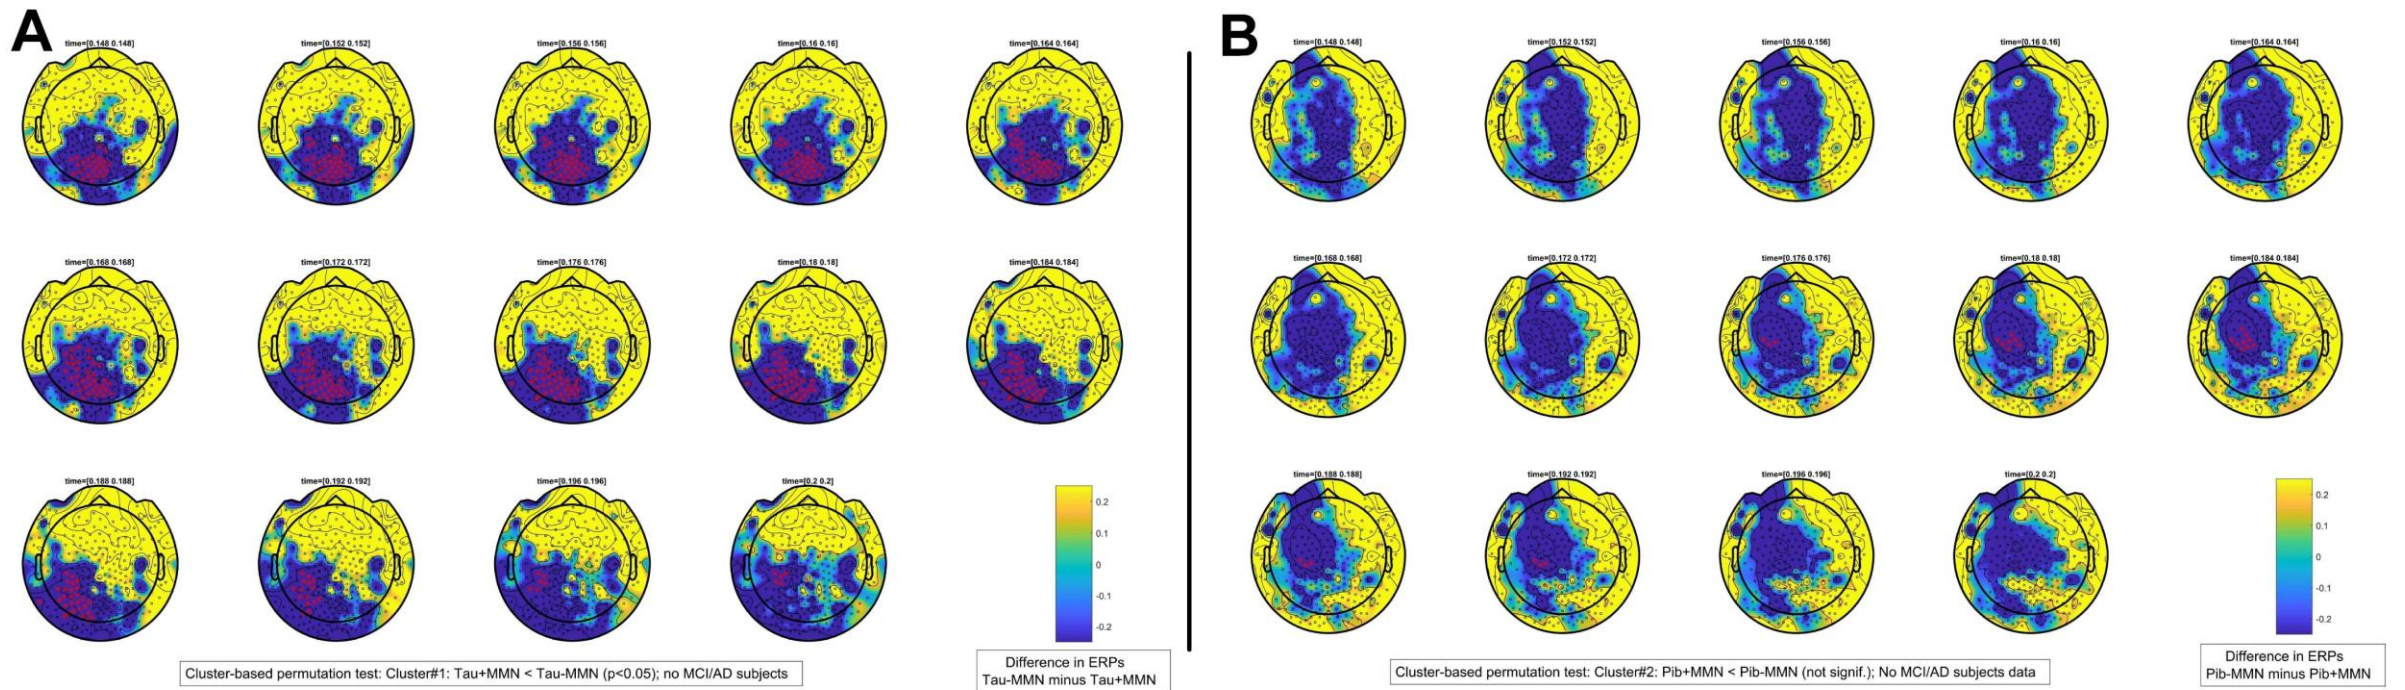 A
time=[0.148 0.148]
time=[0.152 0.152]
time=[0.156 0.156]
time=[0.16 0.16]
time=[0.164 0.164]
time=[0.168 0.168]
time=[0.172 0.172]
time=[0.176 0.176]
time=[0.18 0.18]
time=[0.184 0.184]
time=[0.188 0.188]
time=[0.192 0.192]
time=[0.196 0.196]
time=[0.2 0.2]
0.2
0.1
0
-0.1
-0.2
Cluster-based permutation test: Cluster#1: Tau+MMN < Tau-MMN (p<0.05); no MCI/AD subjects
Difference in ERPs
Tau-MMN minus Tau+MMN
B
time=[0.148 0.148]
time=[0.152 0.152]
time=[0.156 0.156]
time=[0.16 0.16]
time=[0.164 0.164]
time=[0.168 0.168]
time=[0.172 0.172]
time=[0.176 0.176]
time=[0.18 0.18]
time=[0.184 0.184]
time=[0.188 0.188]
time=[0.192 0.192]
time=[0.196 0.196]
time=[0.2 0.2]
0.2
0.1
0
-0.1
-0.2
Cluster-based permutation test: Cluster#2: Pib+MMN < Pib-MMN (not signif.); No MCI/AD subjects data
Difference in ERPs
Pib-MMN minus Pib+MMN